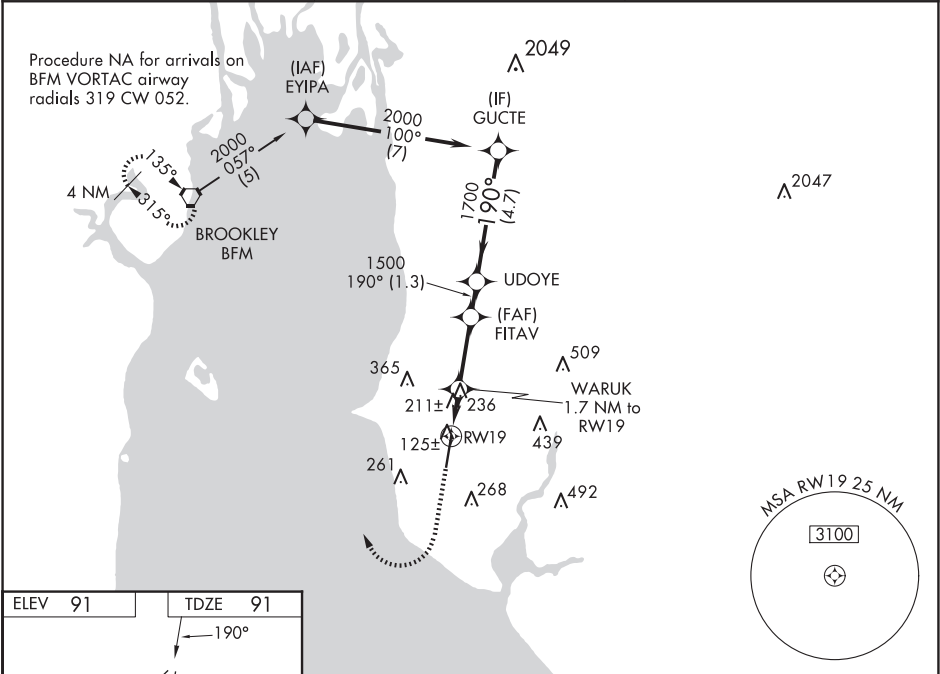 Procedure NA for arrivals on
BFM VORTAC airway
radials 319 CW 052.
(IAF)
EYIPA
2049
(IF)
GUCTE
2000
100°
(7)
2000
057°
(5)
135°
4 NM
315°
BROOKLEY
BFM
2047
1700
190°
(4.7)
1500
190° (1.3)
UDOYE
(FAF)
FITAV
365
509
WARUK
1.7 NM to
RW19
211±
236
125±
RW19
439
261
268
492
MSA RW19 25 NM
3100
ELEV 91
TDZE 91
190°